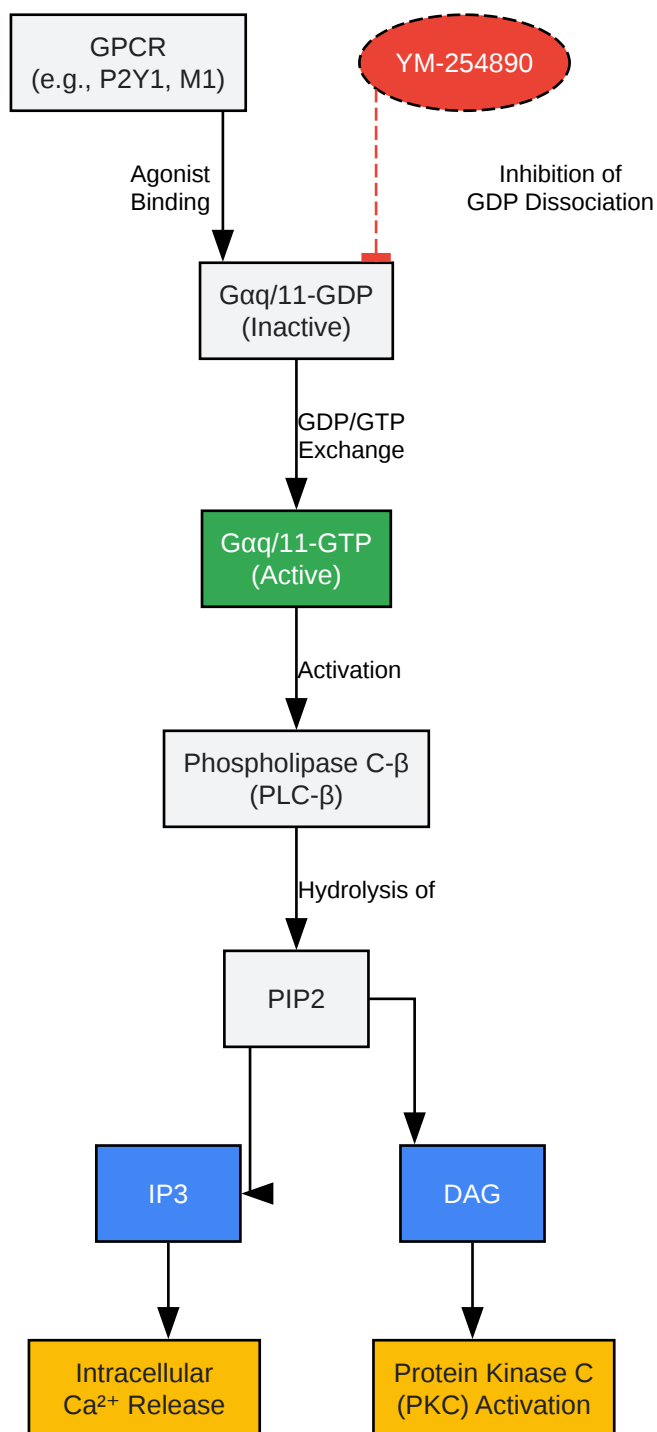 GPCR
(e.g., P2Y1, M1)
YM-254890
Agonist
Binding
Inhibition of
GDP Dissociation
Gαq/11-GDP
(Inactive)
GDP/GTP
Exchange
Gαq/11-GTP
(Active)
Activation
Phospholipase C-β
(PLC-β)
Hydrolysis of
PIP2
IP3
DAG
Intracellular
Ca²⁺ Release
Protein Kinase C
(PKC) Activation